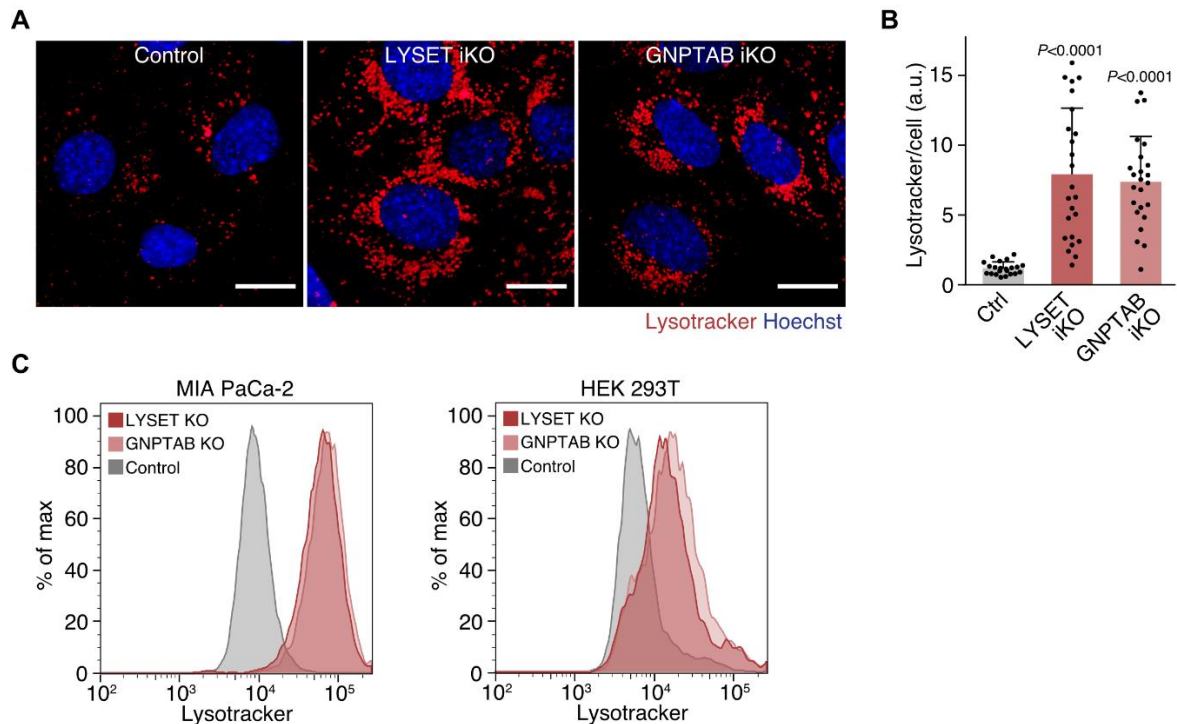 A
Control
LYSET iKO
GNPTAB iKO
Lysotracker Hoechst
B
Lysotracker/cell (a.u.)
15
10
5
0
P<0.0001
P<0.0001
Ctrl
LYSET iKO
GNPTAB iKO
C
MIA PaCa-2
% of max
100
80
60
40
20
0
LYSET KO
GNPTAB KO
Control
10² 10³ 10⁴ 10⁵
Lysotracker
HEK 293T
% of max
100
80
60
40
20
0
LYSET KO
GNPTAB KO
Control
10² 10³ 10⁴ 10⁵
Lysotracker